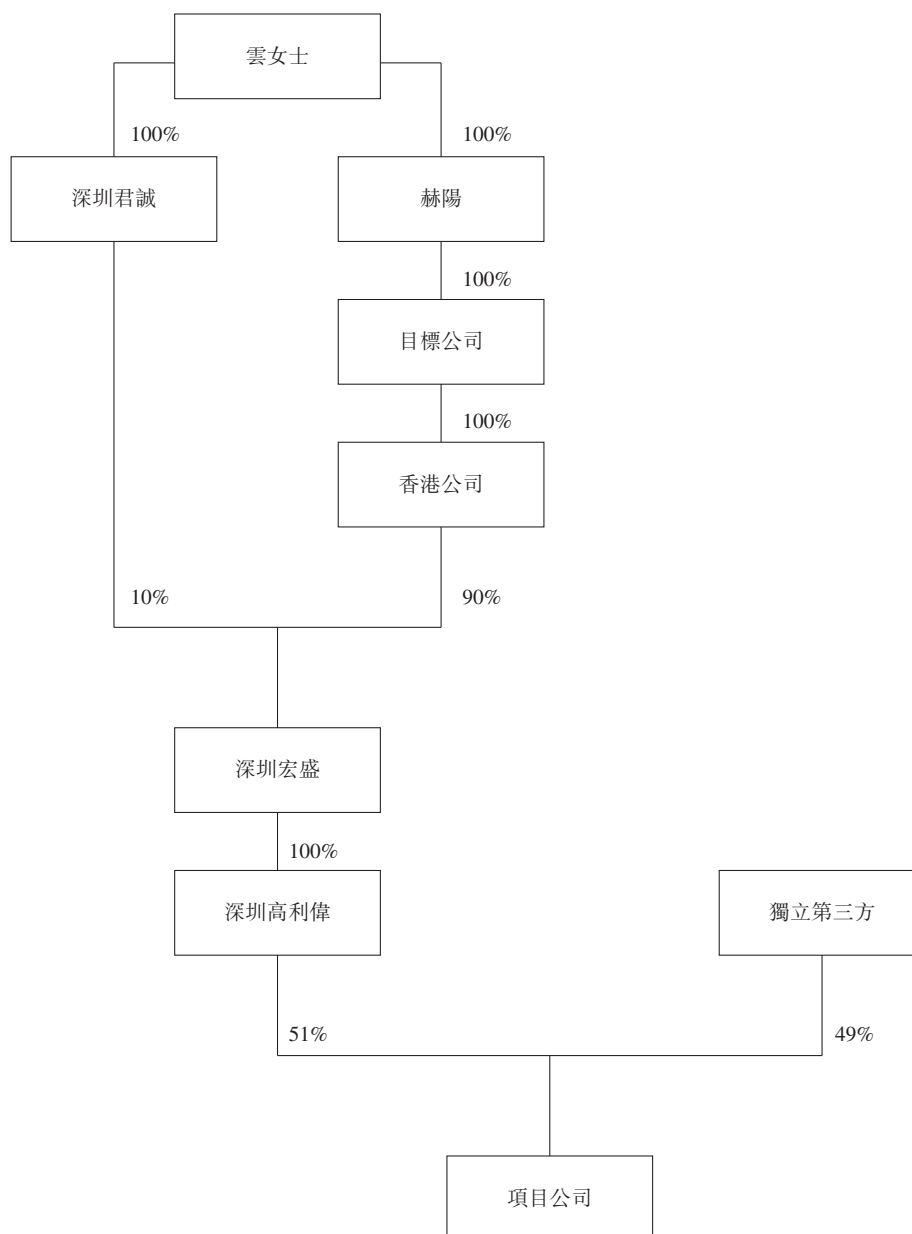 雲女士
100%
100%
深圳君誠
赫陽
100%
目標公司
100%
香港公司
10%
90%
深圳宏盛
100%
深圳高利偉
獨立第三方
51%
49%
項目公司